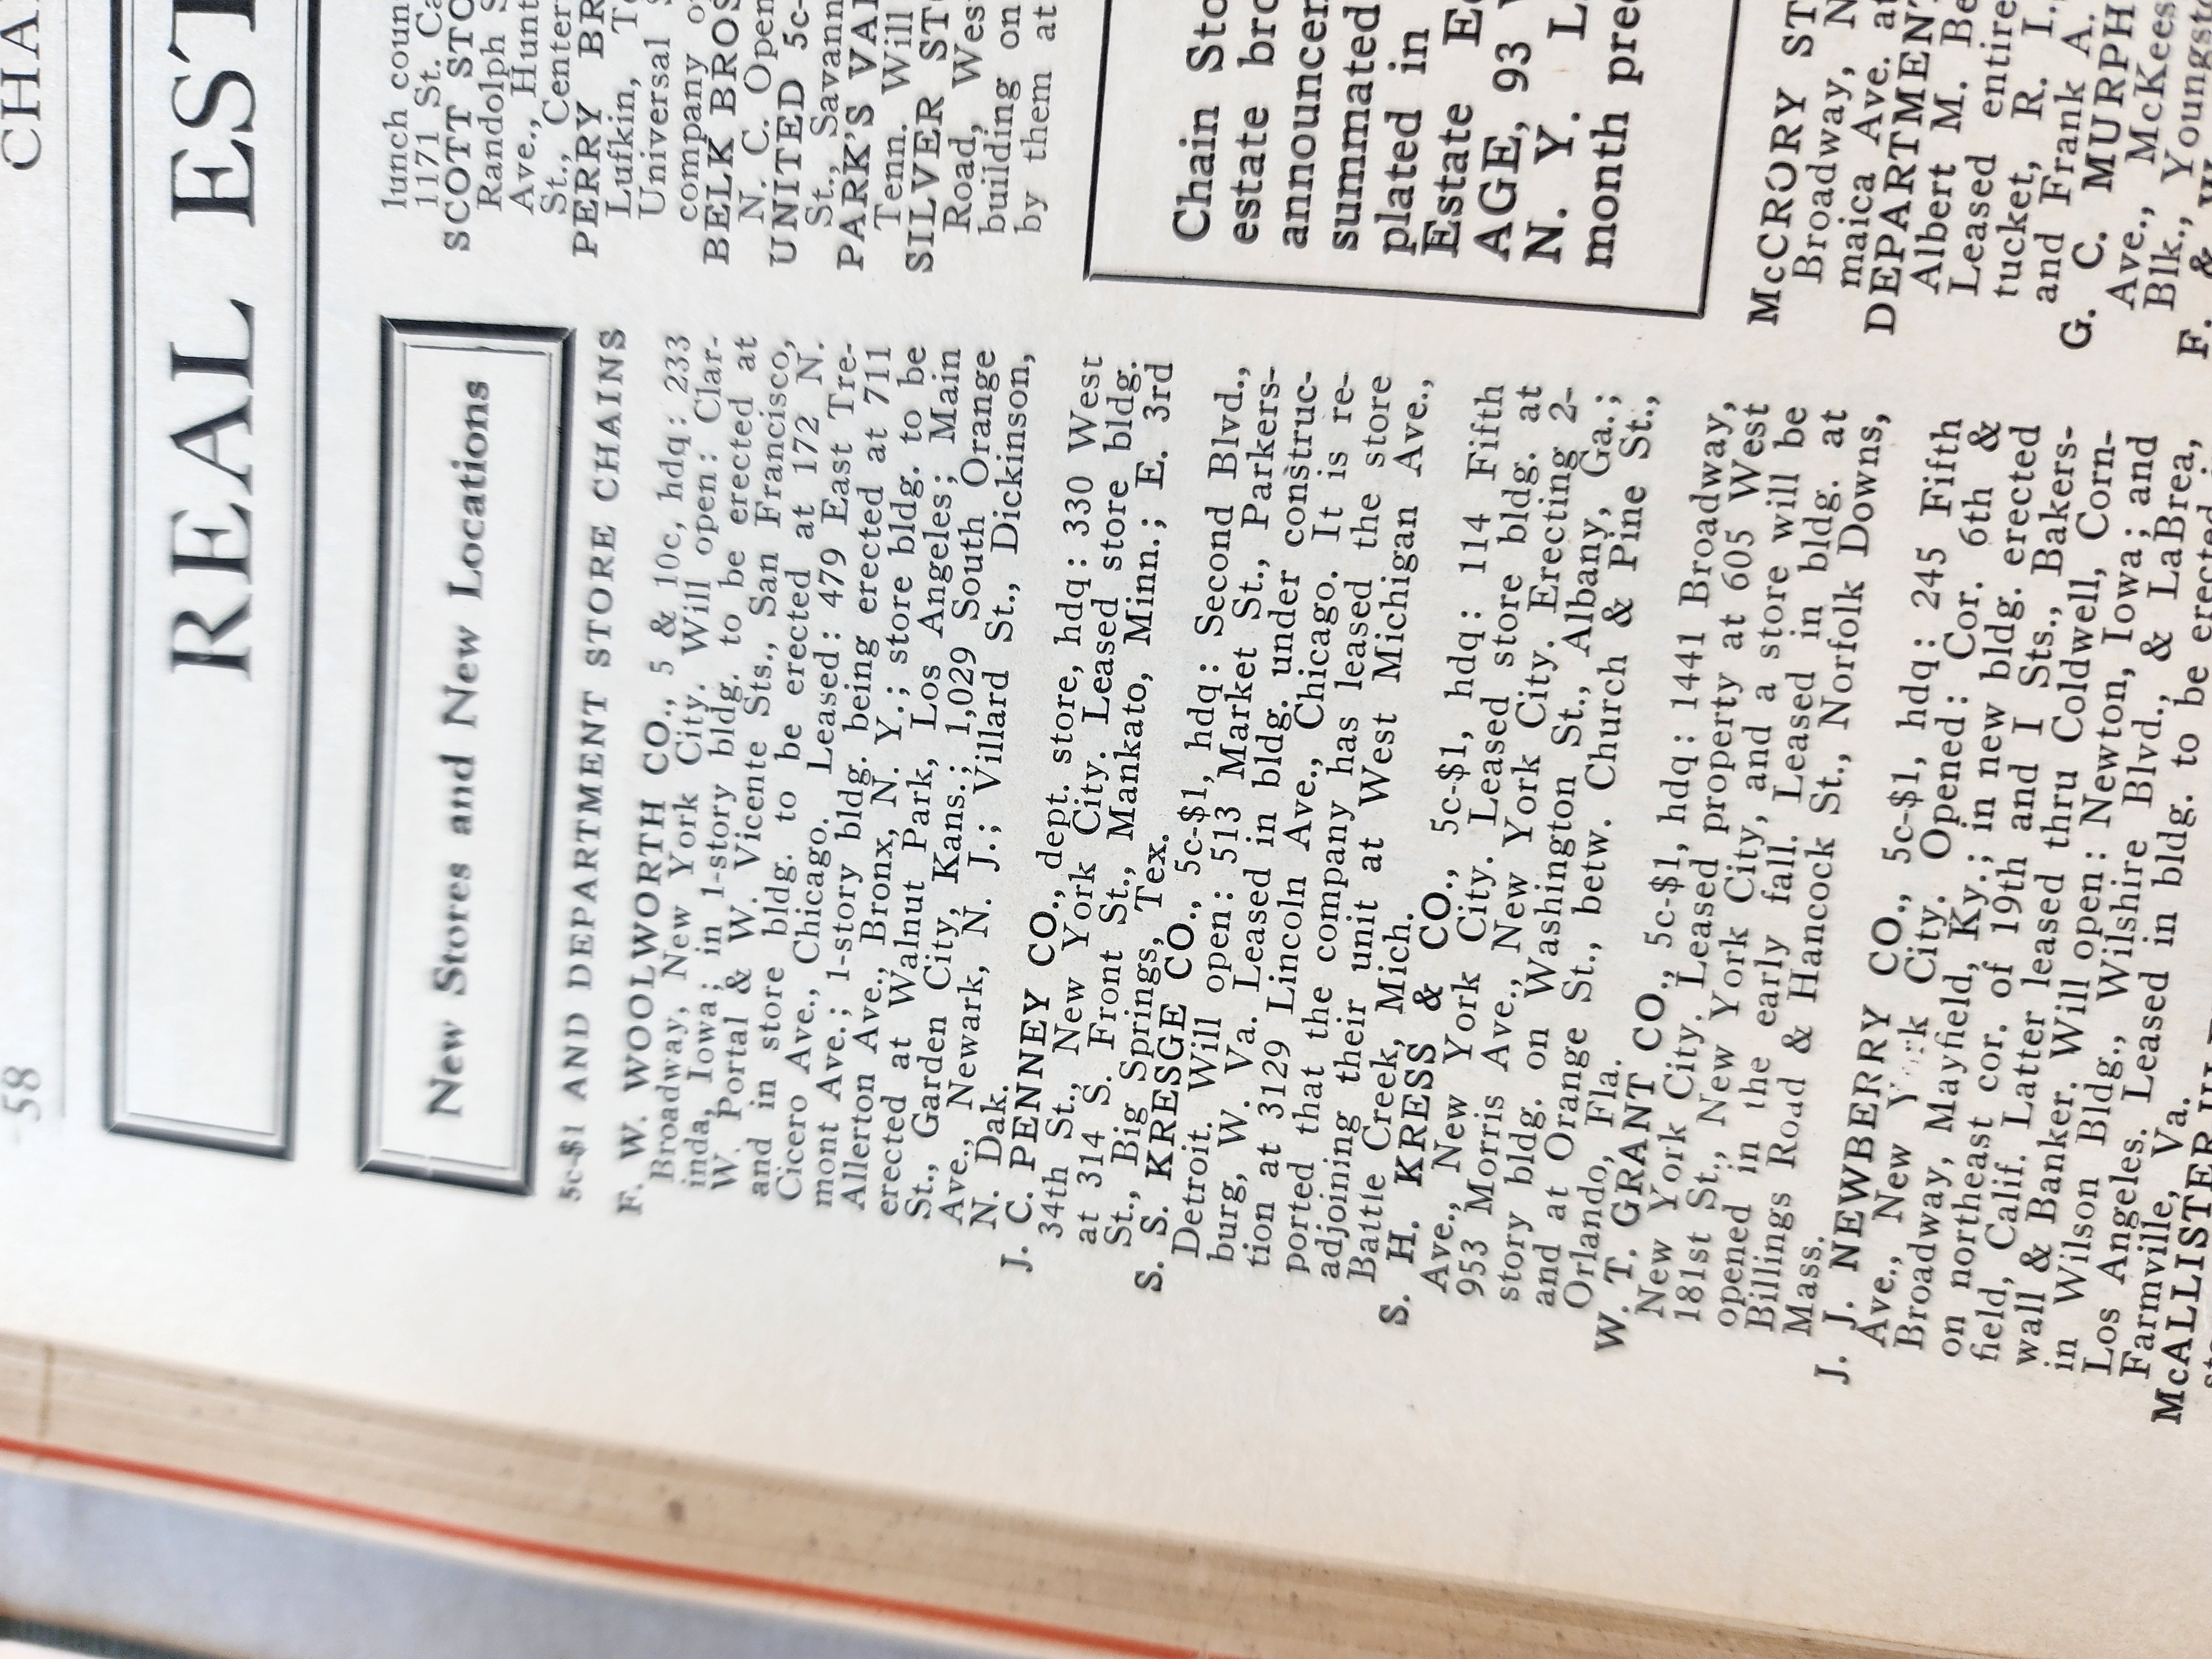 58
CHA
REAL EST
New Stores and New Locations
5c-$1 AND DEPARTMENT STORE CHAINS
F. W. WOOLWORTH CO., 5 & 10c, hdq: 233
Broadway, New York City. Will open: Clar-
inda, Iowa; in 1-story bldg. to be erected at
W. Portal & W. Vicente Sts., San Francisco,
and in store bldg. to be erected at 172 N.
Cicero Ave., Chicago. Leased: 479 East Tre-
mont Ave.; 1-story bldg. being erected at 711
Allerton Ave., Bronx, N. Y.; store bldg. to be
erected at Walnut Park, Los Angeles; Main
St., Garden City, Kans.; 1,029 South Orange
Ave., Newark, N. J.; Villard St., Dickinson,
N. Dak.
J. C. PENNEY CO., dept. store, hdq: 330 West
34th St., New York City. Leased store bldg.
at 314 S. Front St., Mankato, Minn.; E. 3rd
St., Big Springs, Tex.
S. S. KRESGE CO., 5c-$1, hdq: Second Blvd.,
Detroit. Will open: 513 Market St., Parkers-
burg, W. Va. Leased in bldg. under construc-
tion at 3129 Lincoln Ave., Chicago. It is re-
ported that the company has leased the store
adjoining their unit at West Michigan Ave.,
Battle Creek, Mich.
S. H. KRESS & CO., 5c-$1, hdq: 114 Fifth
Ave., New York City. Leased store bldg. at
953 Morris Ave., New York City. Erecting 2-
story bldg. on Washington St., Albany, Ga.;
and at Orange St., betw. Church & Pine St.,
Orlando, Fla.
W. T. GRANT CO., 5c-$1, hdq: 1441 Broadway,
New York City. Leased property at 605 West
181st St., New York City, and a store will be
opened in the early fall. Leased in bldg. at
Billings Road & Hancock St., Norfolk Downs,
Mass.
J. J. NEWBERRY CO., 5c-$1, hdq: 245 Fifth
Ave., New York City. Opened: Cor. 6th &
Broadway, Mayfield, Ky.; in new bldg. erected
on northeast cor. of 19th and I Sts., Bakers-
field, Calif. Latter leased thru Coldwell, Corn-
wall & Banker. Will open: Newton, Iowa; and
in Wilson Bldg., Wilshire Blvd., & LaBrea,
Los Angeles. Leased in bldg. to be erected in
Farmville, Va.
lunch coun
1171 St. Ca
SCOTT STO
Randolph S
Ave., Hunt
St., Center
PERRY BR
Lufkin, Te
Universal
company o
BELK BROS
N. C. Open
UNITED 5c-
St., Savann
PARK'S VAR
Tenn. Will
SILVER ST
Road, Wes
building on
by them at
Chain Sto
estate bro
announcem
summated
plated in
Estate E
AGE, 93
N. Y.
month pre
McCRORY ST
Broadway, N
maica Ave. at
DEPARTMENT
Albert M. Be
Leased entire
tucket, R. I.,
and Frank A.
G. C. MURPH
Ave., McKees
Blk., Youngst